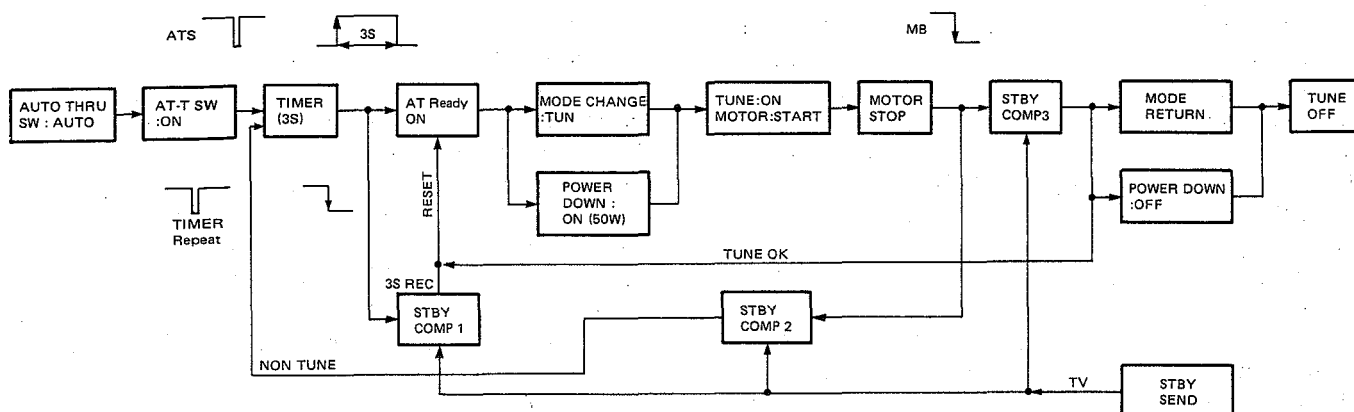 ATS
3S
MB
AUTO THRU
SW : AUTO
AT-T SW
:ON
TIMER
(3S)
AT Ready
ON
MODE CHANGE
:TUN
TUNE:ON
MOTOR:START
MOTOR
STOP
STBY
COMP3
MODE
RETURN
TUNE
OFF
POWER
DOWN :
ON (50W)
POWER DOWN
:OFF
RESET
TIMER
Repeat
TUNE OK
3S REC
STBY
COMP 1
STBY
COMP 2
NON TUNE
TV
STBY
SEND